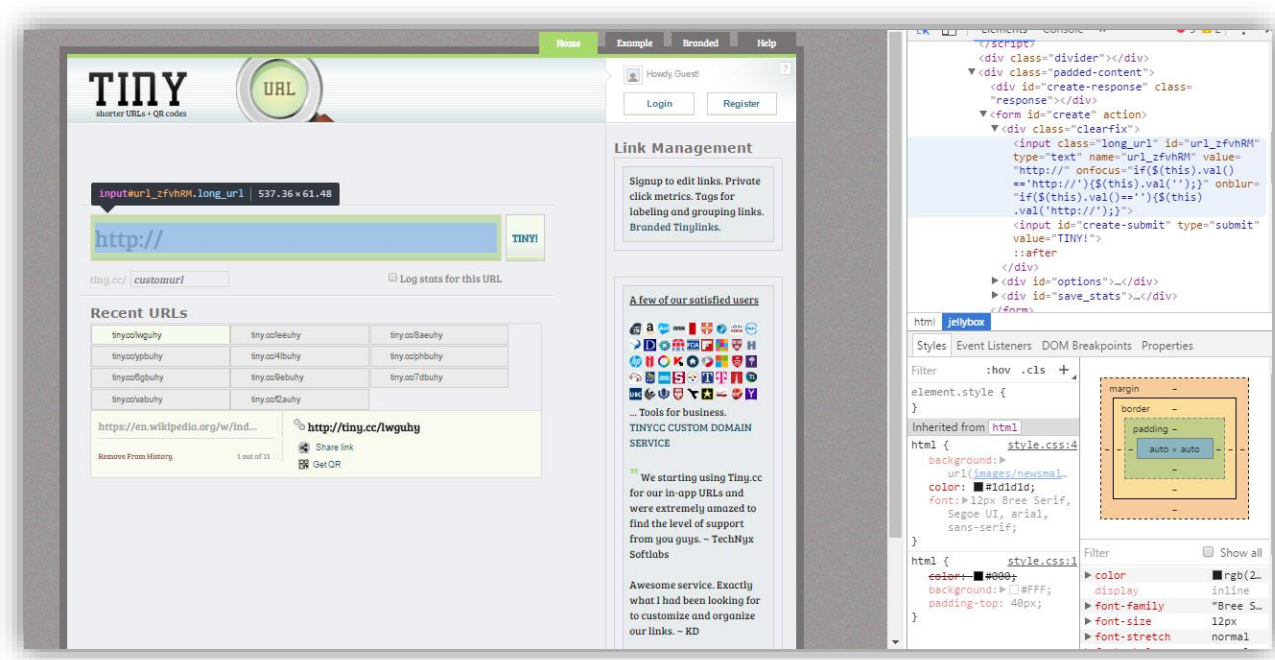 Home Example Branded Help
TINY
shorter URLs + QR codes
URL
Howdy, Guest!
?
Login Register
input#url_zfvhRM.long_url | 537.36 × 61.48
http://
TINY!
tiny.cc/ customurl
Log stats for this URL
Recent URLs
tiny.cc/lwguhy tiny.cc/leeuhy tiny.cc/8aeuhy
tiny.cc/ypbuhy tiny.cc/4lbuhy tiny.cc/phbuhy
tiny.cc/6gbuhy tiny.cc/9ebuhy tiny.cc/7dbuhy
tiny.cc/vabuhy tiny.cc/f2auhy
https://en.wikipedia.org/w/ind...
Remove From History 1 out of 11
http://tiny.cc/lwguhy
Share link
Get QR
Link Management
Signup to edit links. Private
click metrics. Tags for
labeling and grouping links.
Branded Tinylinks.
A few of our satisfied users
... Tools for business.
TINYCC CUSTOM DOMAIN
SERVICE
" We starting using Tiny.cc
for our in-app URLs and
were extremely amazed to
find the level of support
from you guys. ~ TechNyx
Softlabs
Awesome service. Exactly
what I had been looking for
to customize and organize
our links. ~ KD
Elements Console
</script>
<div class="divider"></div>
▼<div class="padded-content">
<div id="create-response" class=
"response"></div>
▼<form id="create" action>
▼<div class="clearfix">
<input class="long_url" id="url_zfvhRM"
type="text" name="url_zfvhRM" value=
"http://" onfocus="if($(this).val()
=='http://'){$(this).val('');}" onblur=
"if($(this).val()==''){$(this)
.val('http://');}">
<input id="create-submit" type="submit"
value="TINY!">
::after
</div>
▶<div id="options">…</div>
▶<div id="save_stats">…</div>
</form>
html jellybox
Styles Event Listeners DOM Breakpoints Properties
Filter :hov .cls +
element.style {
}
Inherited from html
html { style.css:4
background:▶
url(images/newsmal…
color: #1d1d1d;
font:▶12px Bree Serif,
Segoe UI, arial,
sans-serif;
}
html { style.css:1
color: #000;
background:▶ #FFF;
padding-top: 40px;
}
margin –
border –
padding –
auto × auto
Filter Show all
▶color rgb(2…
display inline
▶font-family "Bree S…
▶font-size 12px
▶font-stretch normal